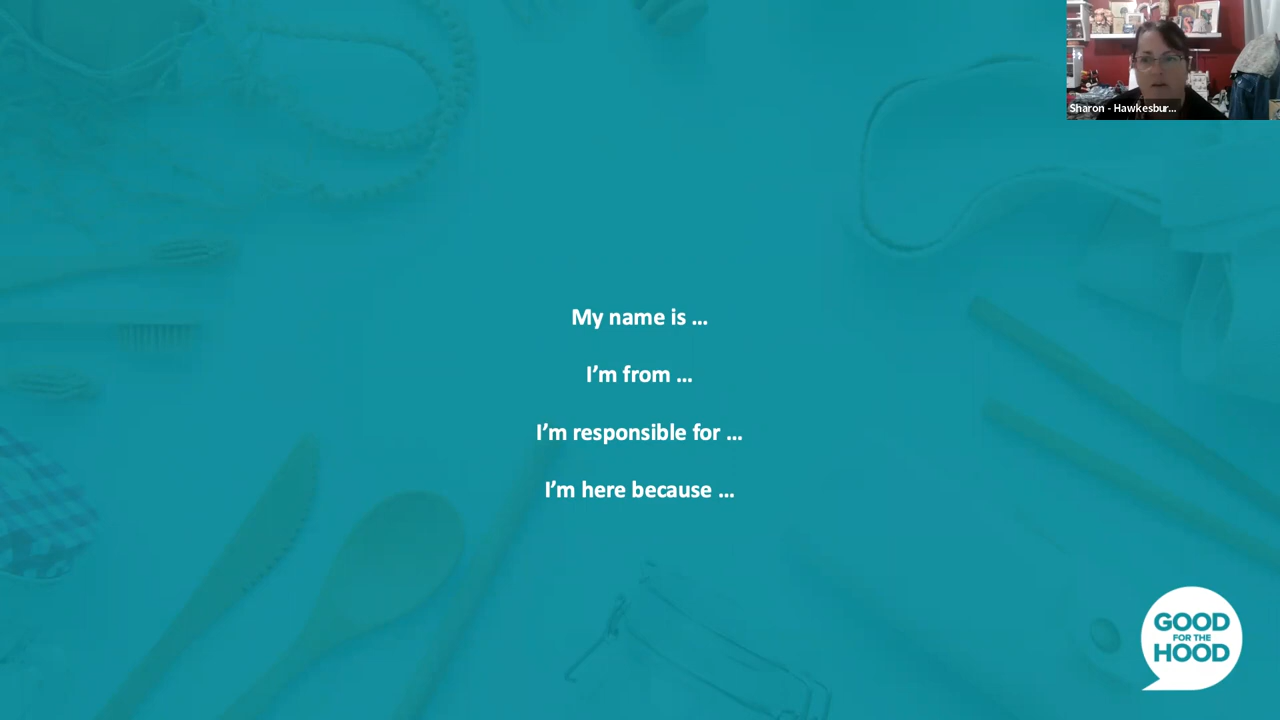 Sharon - Hawkesbur...
My name is ...
I'm from ...
I'm responsible for ...
I'm here because ...
GOOD
FOR THE
HOOD